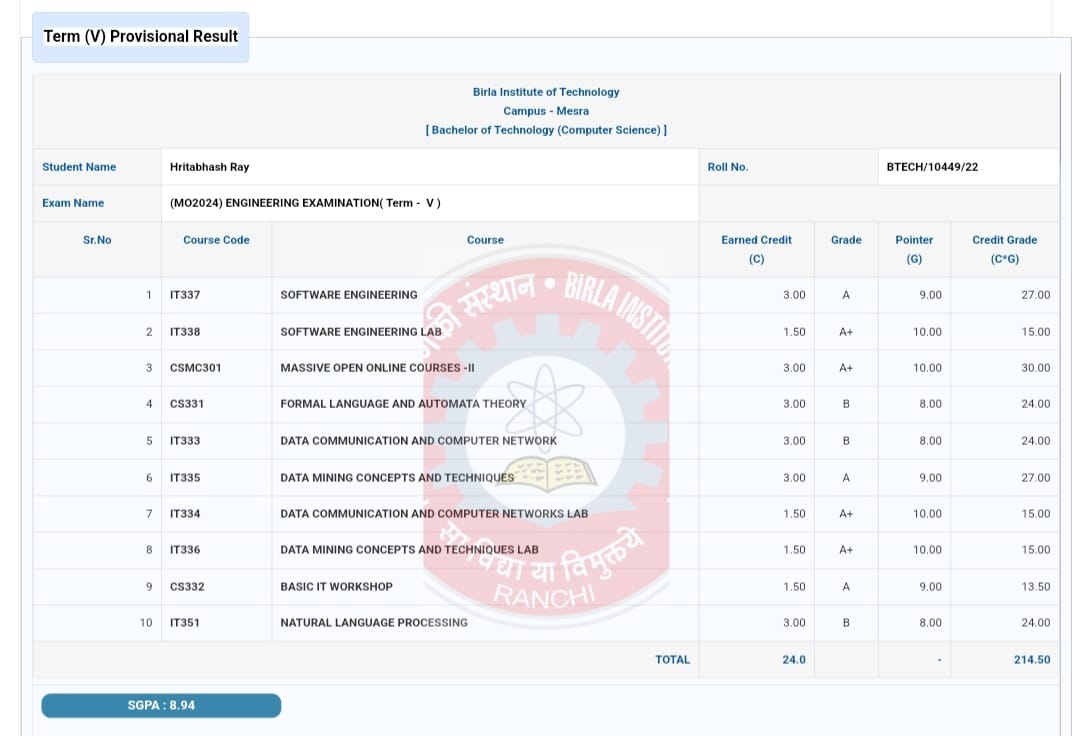 Term (V) Provisional Result
Birla Institute of Technology
Campus - Mesra
[ Bachelor of Technology (Computer Science) ]
Student Name Hritabhash Ray Roll No. BTECH/10449/22
Exam Name (MO2024) ENGINEERING EXAMINATION( Term - V )
Sr.No Course Code Course Earned Credit (C) Grade Pointer (G) Credit Grade (C*G)
1 IT337 SOFTWARE ENGINEERING 3.00 A 9.00 27.00
2 IT338 SOFTWARE ENGINEERING LAB 1.50 A+ 10.00 15.00
3 CSMC301 MASSIVE OPEN ONLINE COURSES -II 3.00 A+ 10.00 30.00
4 CS331 FORMAL LANGUAGE AND AUTOMATA THEORY 3.00 B 8.00 24.00
5 IT333 DATA COMMUNICATION AND COMPUTER NETWORK 3.00 B 8.00 24.00
6 IT335 DATA MINING CONCEPTS AND TECHNIQUES 3.00 A 9.00 27.00
7 IT334 DATA COMMUNICATION AND COMPUTER NETWORKS LAB 1.50 A+ 10.00 15.00
8 IT336 DATA MINING CONCEPTS AND TECHNIQUES LAB 1.50 A+ 10.00 15.00
9 CS332 BASIC IT WORKSHOP 1.50 A 9.00 13.50
10 IT351 NATURAL LANGUAGE PROCESSING 3.00 B 8.00 24.00
TOTAL 24.0 - 214.50
SGPA : 8.94
संस्थान • BIRLA
सा विद्या या विमुक्तये
RANCHI